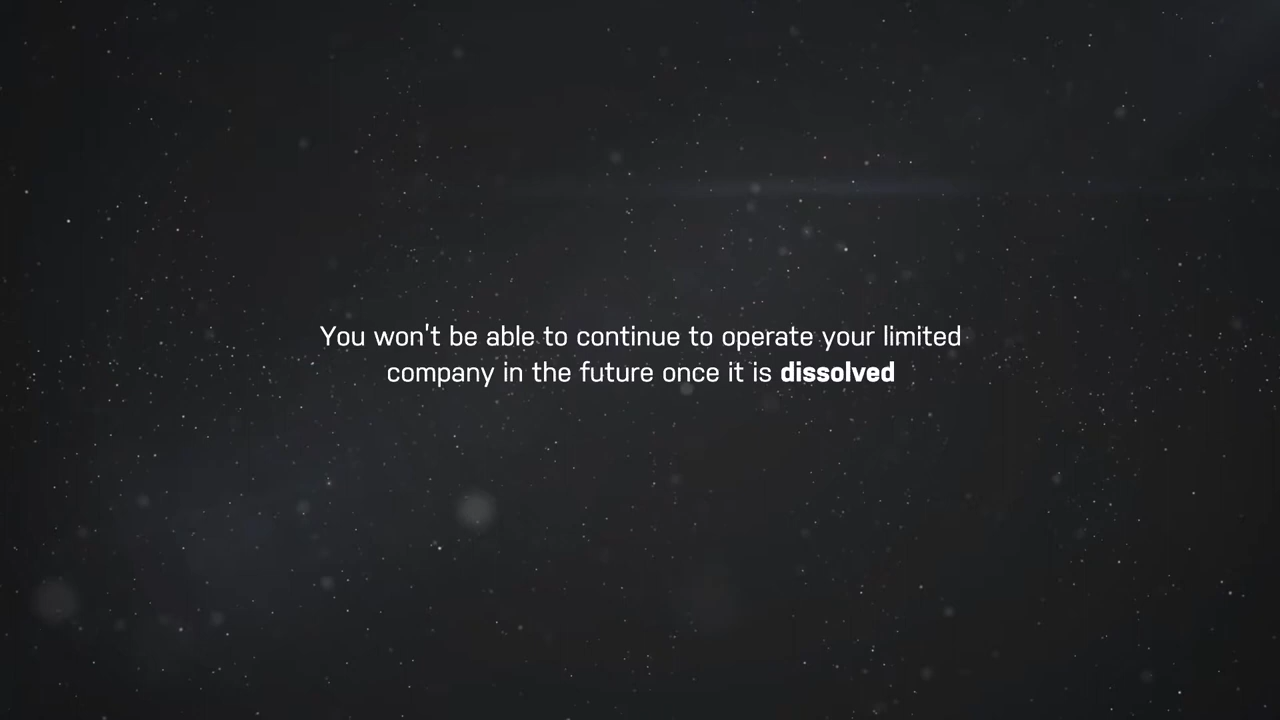 You won't be able to continue to operate your limited
company in the future once it is dissolved